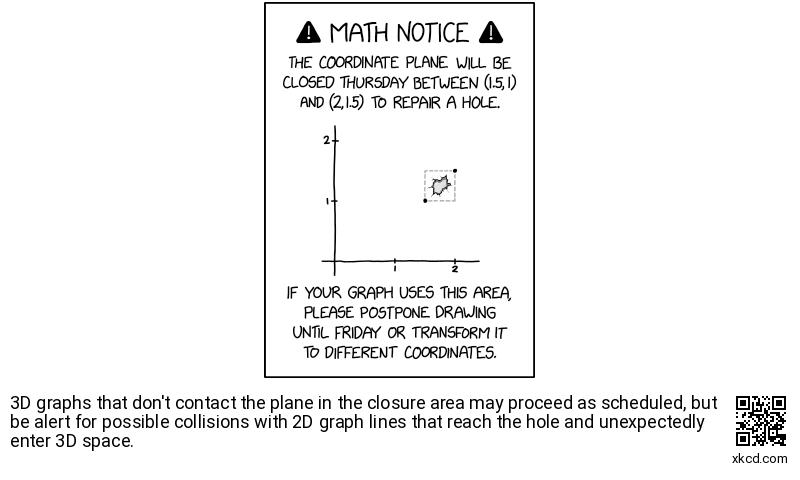 MATH NOTICE
THE COORDINATE PLANE WILL BE
CLOSED THURSDAY BETWEEN (1.5,1)
AND (2,1.5) TO REPAIR A HOLE.
2
1
1
2
IF YOUR GRAPH USES THIS AREA,
PLEASE POSTPONE DRAWING
UNTIL FRIDAY OR TRANSFORM IT
TO DIFFERENT COORDINATES.
3D graphs that don't contact the plane in the closure area may proceed as scheduled, but
be alert for possible collisions with 2D graph lines that reach the hole and unexpectedly
enter 3D space.
xkcd.com